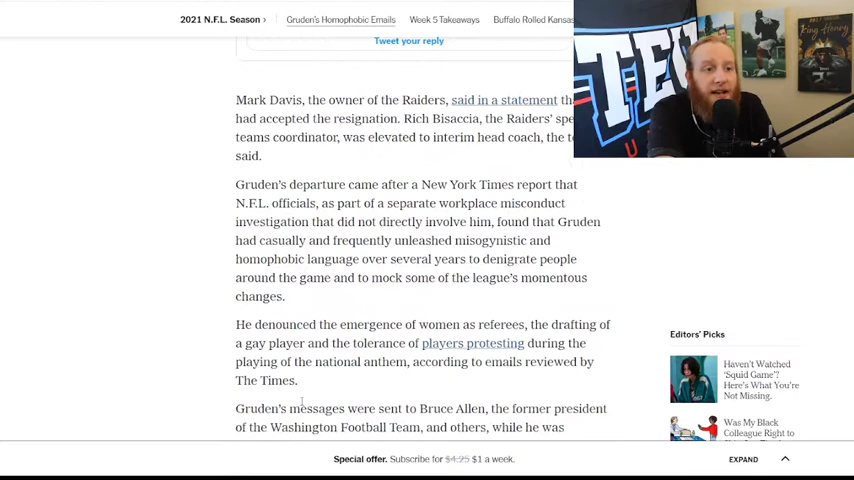 2021 N.F.L. Season › Gruden's Homophobic Emails Week 5 Takeaways Buffalo Rolled Kansas
Tweet your reply
Mark Davis, the owner of the Raiders, said in a statement
had accepted the resignation. Rich Bisaccia, the Raiders'
teams coordinator, was elevated to interim head coach, the
said.
Gruden's departure came after a New York Times report that
N.F.L. officials, as part of a separate workplace misconduct
investigation that did not directly involve him, found that Gruden
had casually and frequently unleashed misogynistic and
homophobic language over several years to denigrate people
around the game and to mock some of the league's momentous
changes.
He denounced the emergence of women as referees, the drafting of
a gay player and the tolerance of players protesting during the
playing of the national anthem, according to emails reviewed by
The Times.
Gruden's messages were sent to Bruce Allen, the former president
of the Washington Football Team, and others, while he was
Editors' Picks
Haven't Watched
'Squid Game'?
Here's What You're
Not Missing.
Was My Black
Colleague Right to
Special offer. Subscribe for $4.25 $1 a week.
EXPAND